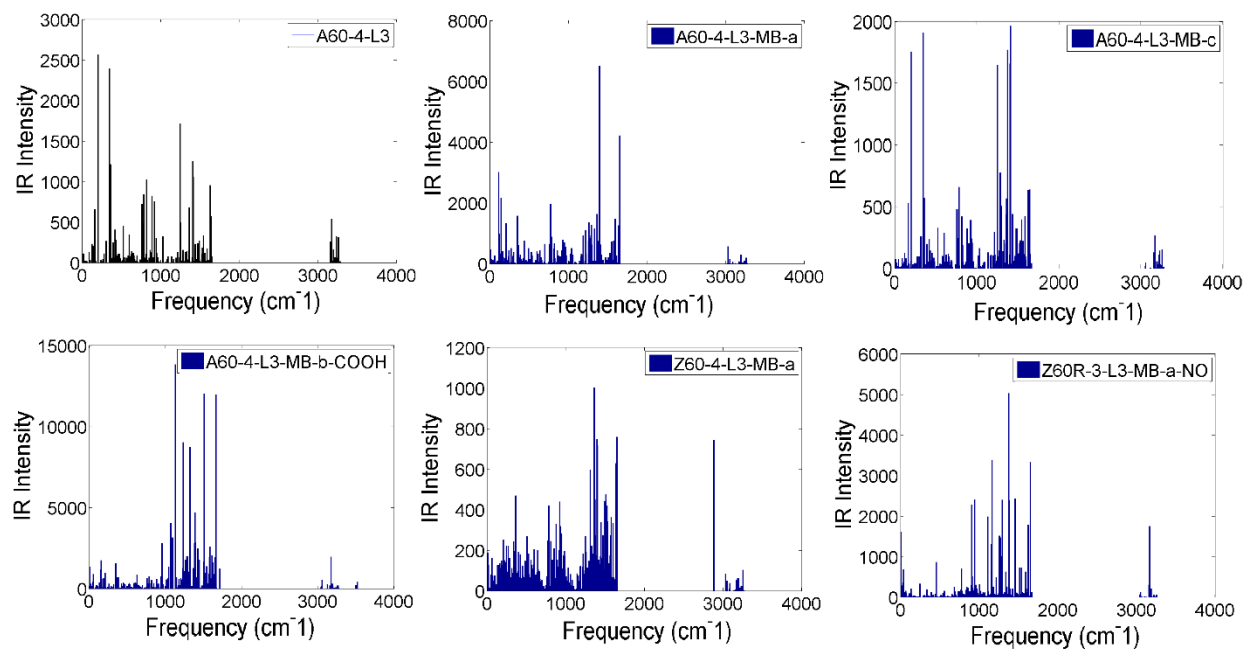 A60-4-L3
3000
2500
2000
1500
1000
500
0
IR Intensity
0 1000 2000 3000 4000
Frequency (cm⁻1)
A60-4-L3-MB-a
8000
6000
4000
2000
0
IR Intensity
0 1000 2000 3000 4000
Frequency (cm⁻1)
A60-4-L3-MB-c
2000
1500
1000
500
0
IR Intensity
0 1000 2000 3000 4000
Frequency (cm⁻1)
A60-4-L3-MB-b-COOH
15000
10000
5000
0
IR Intensity
0 1000 2000 3000 4000
Frequency (cm⁻1)
Z60-4-L3-MB-a
1200
1000
800
600
400
200
0
IR Intensity
0 1000 2000 3000 4000
Frequency (cm⁻1)
Z60R-3-L3-MB-a-NO
6000
5000
4000
3000
2000
1000
0
IR Intensity
0 1000 2000 3000 4000
Frequency (cm⁻1)